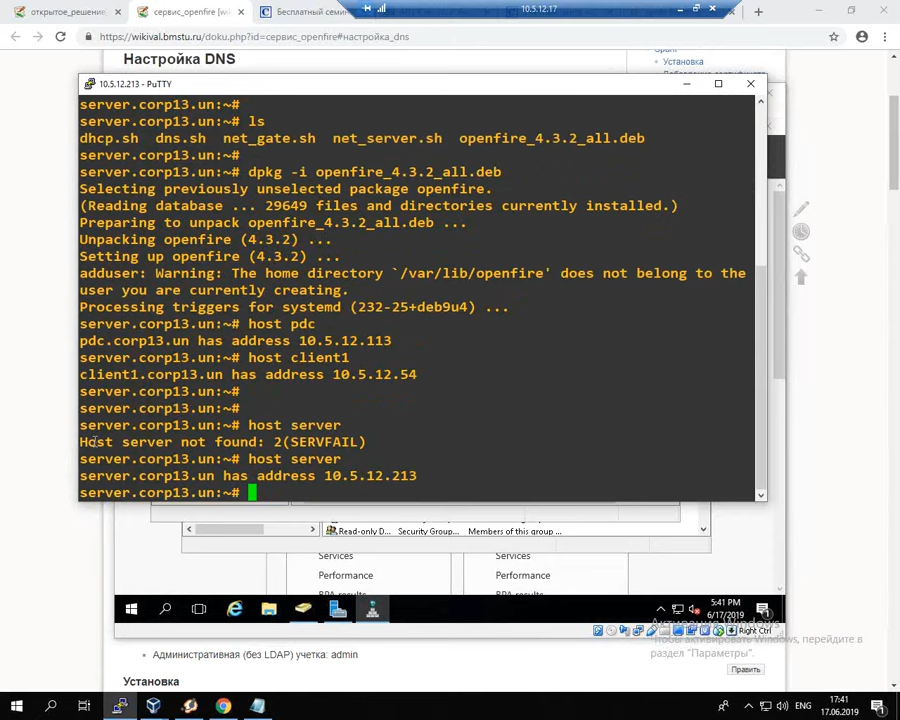 открытое_решение_
сервис_openfire [wiki
Бесплатный семи
10.5.12.17
https://wikival.bmstu.ru/doku.php?id=сервис_openfire#настройка_dns
Настройка DNS
Установка
10.5.12.213 - PuTTY
server.corp13.un:~#
server.corp13.un:~# ls
dhcp.sh dns.sh net_gate.sh net_server.sh openfire_4.3.2_all.deb
server.corp13.un:~#
server.corp13.un:~# dpkg -i openfire_4.3.2_all.deb
Selecting previously unselected package openfire.
(Reading database ... 29649 files and directories currently installed.)
Preparing to unpack openfire_4.3.2_all.deb ...
Unpacking openfire (4.3.2) ...
Setting up openfire (4.3.2) ...
adduser: Warning: The home directory `/var/lib/openfire' does not belong to the
user you are currently creating.
Processing triggers for systemd (232-25+deb9u4) ...
server.corp13.un:~# host pdc
pdc.corp13.un has address 10.5.12.113
server.corp13.un:~# host client1
client1.corp13.un has address 10.5.12.54
server.corp13.un:~#
server.corp13.un:~#
server.corp13.un:~# host server
Host server not found: 2(SERVFAIL)
server.corp13.un:~# host server
server.corp13.un has address 10.5.12.213
server.corp13.un:~#
Read-only D... Security Group... Members of this group ...
Services Services
Performance Performance
BPA results BPA results
5:41 PM
6/17/2019
Right Ctrl
Активация Windows
Чтобы активировать Windows, перейдите в
раздел "Параметры".
Административная (без LDAP) учетка: admin
Править
Установка
ENG
17:41
17.06.2019